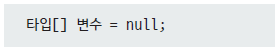 타입[] 변수 = null;